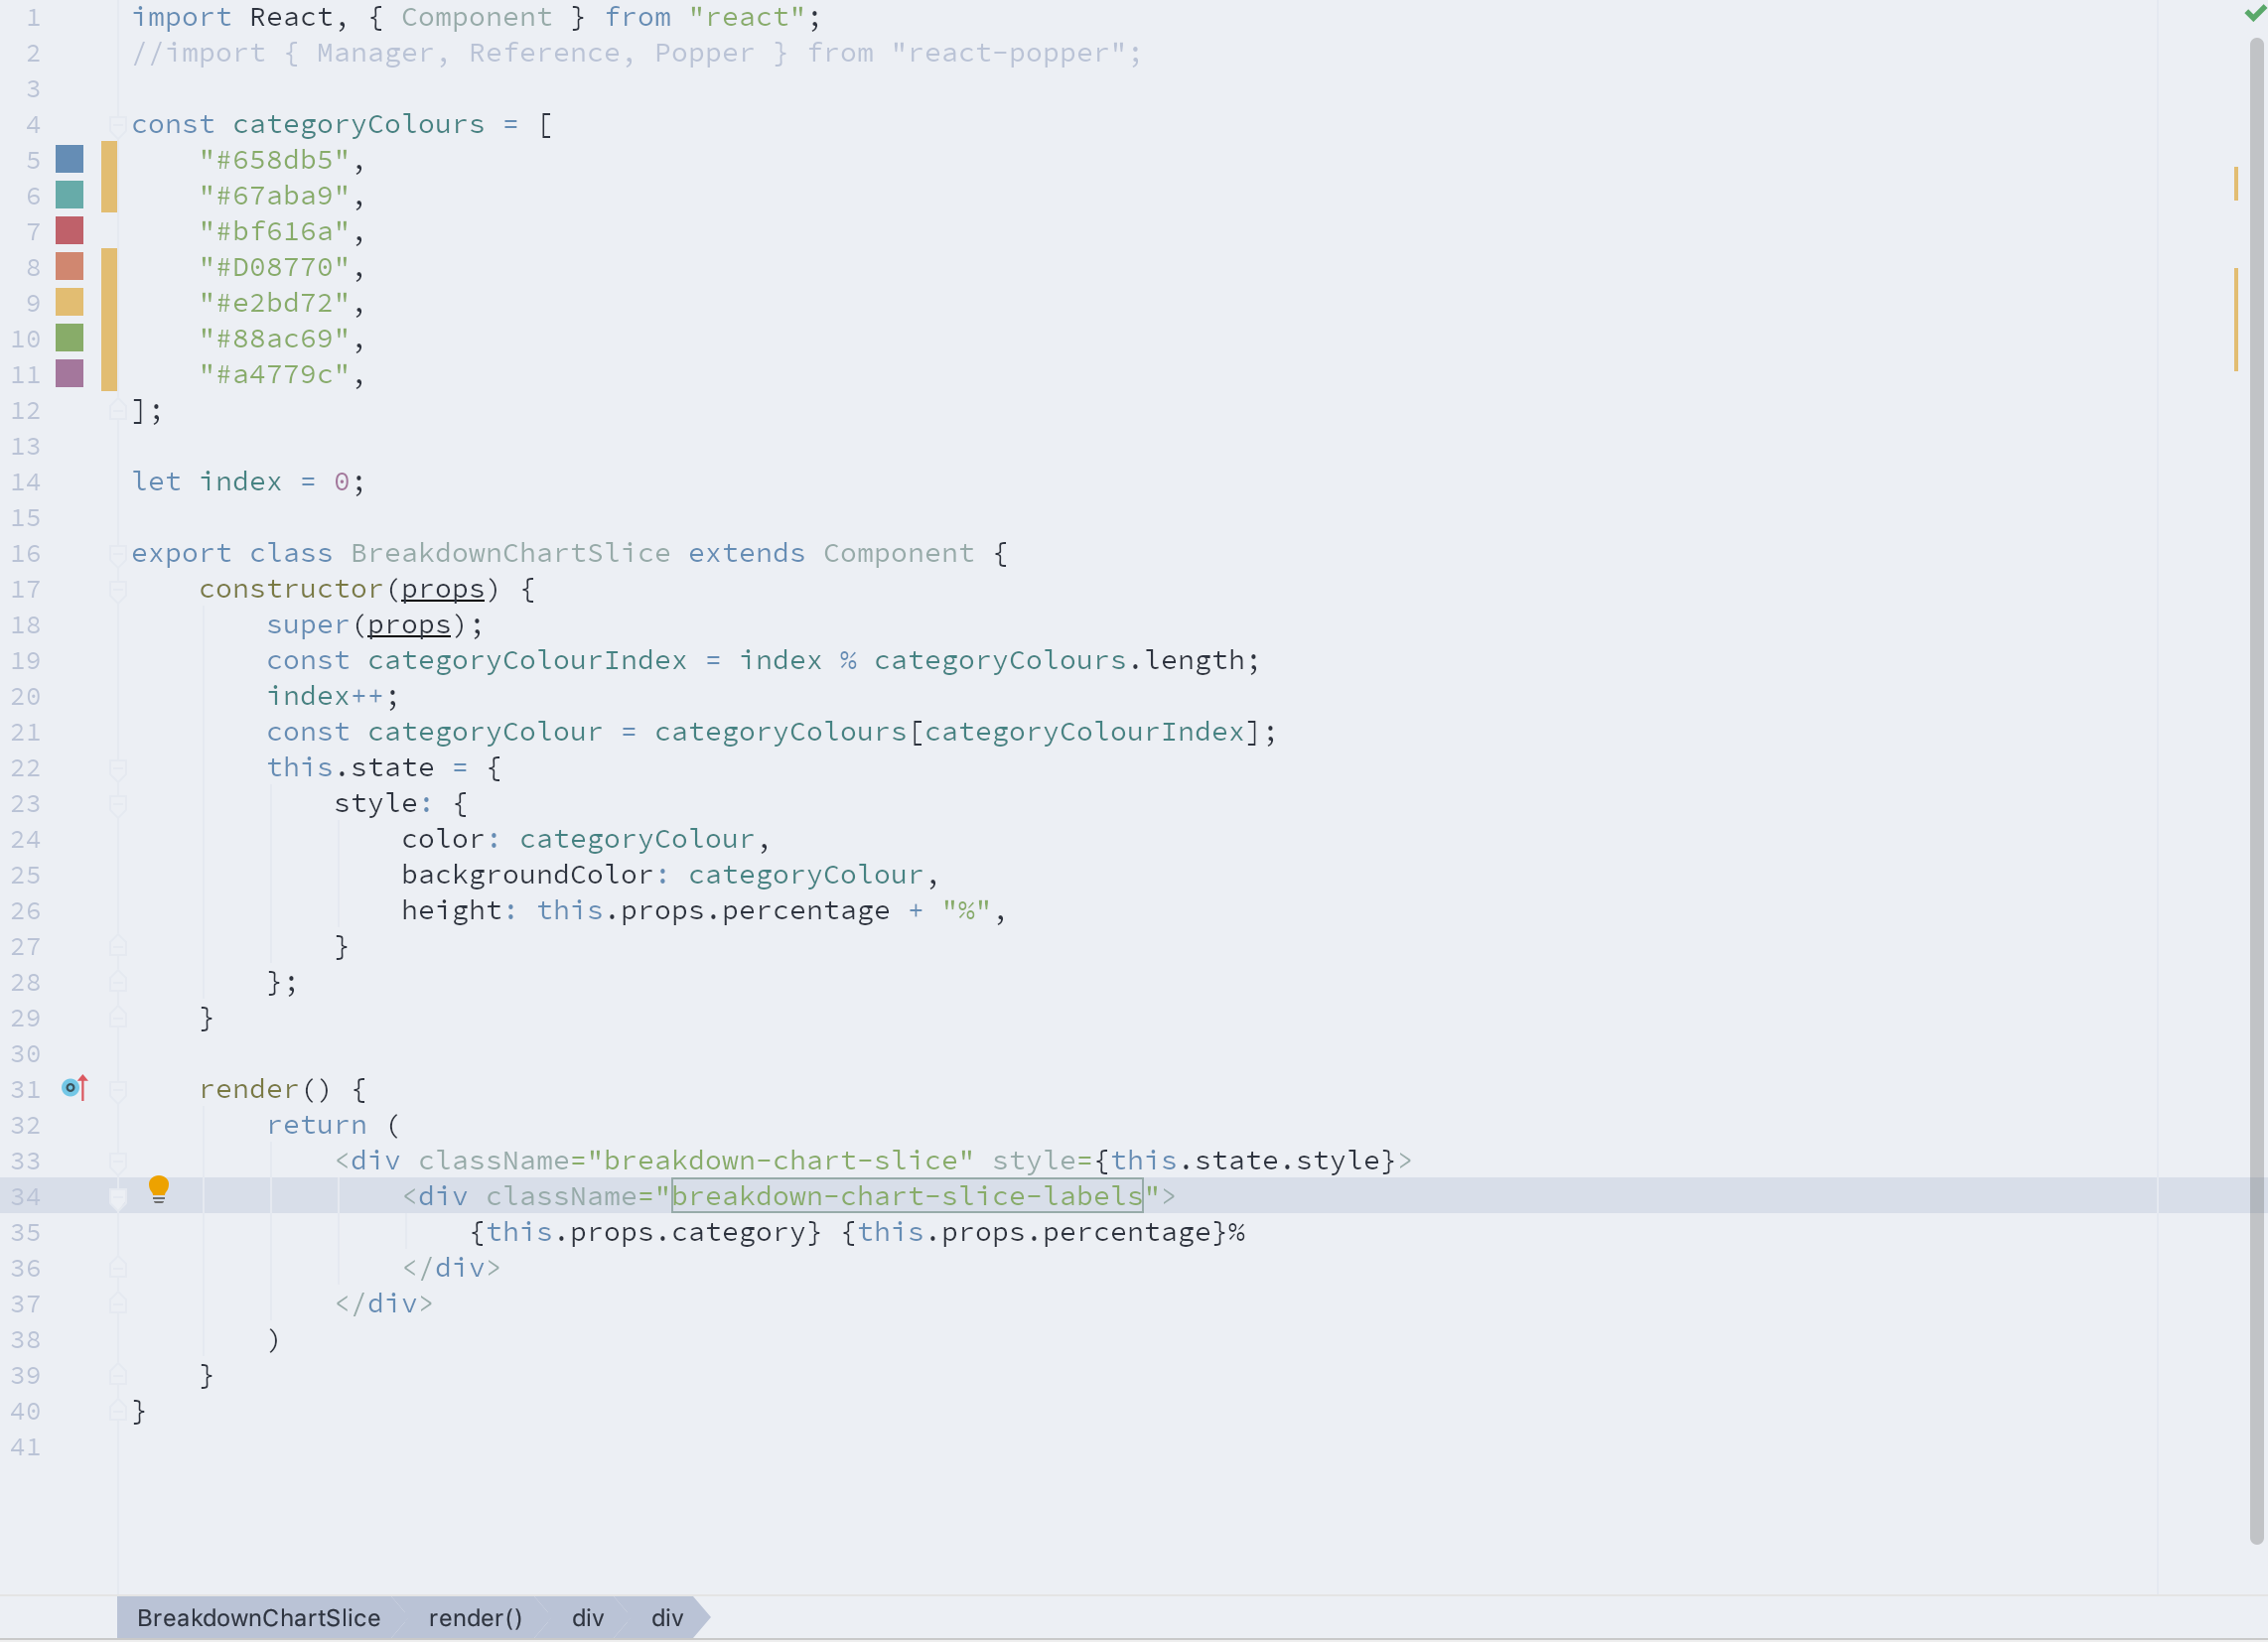 1 import React, { Component } from "react";
2 //import { Manager, Reference, Popper } from "react-popper";
3
4 const categoryColours = [
5     "#658db5",
6     "#67aba9",
7     "#bf616a",
8     "#D08770",
9     "#e2bd72",
10     "#88ac69",
11     "#a4779c",
12 ];
13
14 let index = 0;
15
16 export class BreakdownChartSlice extends Component {
17     constructor(props) {
18         super(props);
19         const categoryColourIndex = index % categoryColours.length;
20         index++;
21         const categoryColour = categoryColours[categoryColourIndex];
22         this.state = {
23             style: {
24                 color: categoryColour,
25                 backgroundColor: categoryColour,
26                 height: this.props.percentage + "%",
27             }
28         };
29     }
30
31     render() {
32         return (
33             <div className="breakdown-chart-slice" style={this.state.style}>
34                 <div className="breakdown-chart-slice-labels">
35                     {this.props.category} {this.props.percentage}%
36                 </div>
37             </div>
38         )
39     }
40 }
41
BreakdownChartSlice render() div div